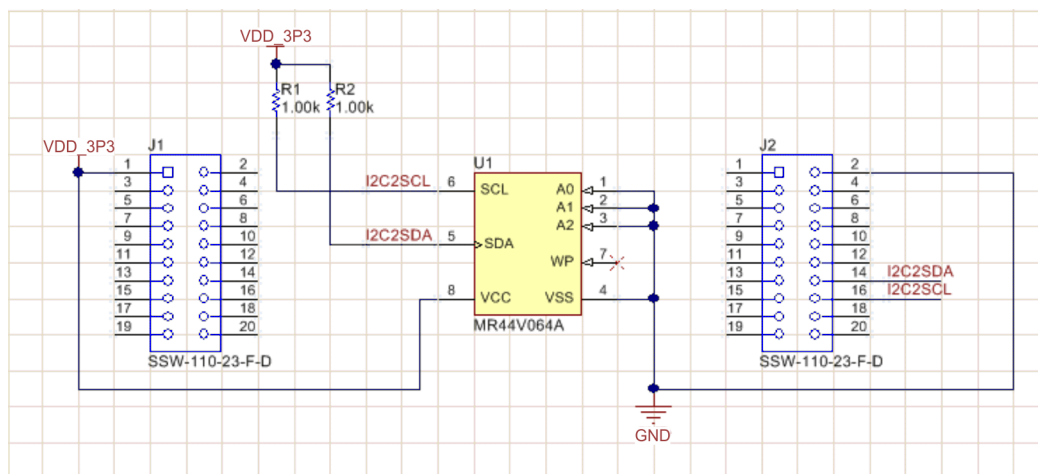 VDD_3P3
R1
1.00k
R2
1.00k
VDD_3P3
J1
1 2
3 4
5 6
7 8
9 10
11 12
13 14
15 16
17 18
19 20
SSW-110-23-F-D
U1
I2C2SCL 6 SCL A0 1
A1 2
A2 3
I2C2SDA 5 SDA
WP 7
8 VCC VSS 4
MR44V064A
J2
1 2
3 4
5 6
7 8
9 10
11 12
13 14 I2C2SDA
15 16 I2C2SCL
17 18
19 20
SSW-110-23-F-D
GND